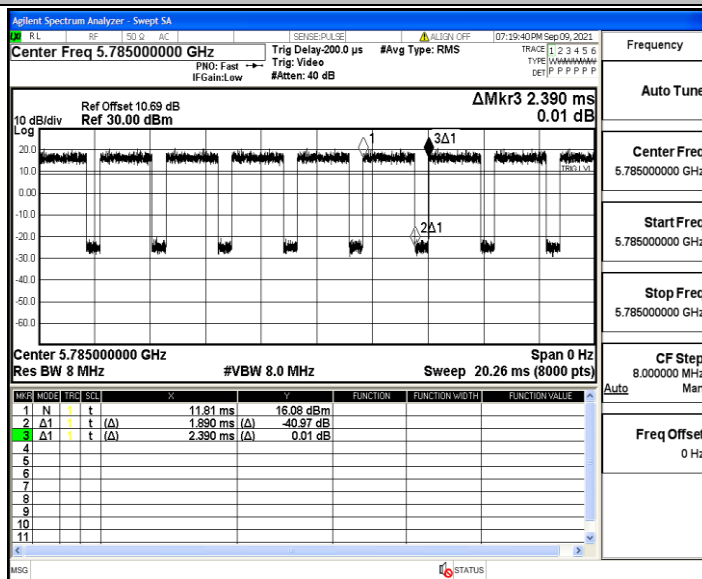 Agilent Spectrum Analyzer - Swept SA
RL RF 50 Ω AC SENSE:PULSE ALIGN OFF 07:19:40 PM Sep 09, 2021
Center Freq 5.785000000 GHz
PNO: Fast
IFGain:Low
Trig Delay-200.0 µs
Trig: Video
#Atten: 40 dB
#Avg Type: RMS
TRACE 1 2 3 4 5 6
TYPE
DET P P P P P P
10 dB/div
Log
Ref Offset 10.69 dB
Ref 30.00 dBm
ΔMkr3 2.390 ms
0.01 dB
20.0
10.0
0.00
-10.0
-20.0
-30.0
-40.0
-50.0
-60.0
1
3Δ1
2Δ1
TRIG LVL
Center 5.785000000 GHz
Span 0 Hz
Res BW 8 MHz
#VBW 8.0 MHz
Sweep 20.26 ms (8000 pts)
MKR MODE TRC SCL X Y FUNCTION FUNCTION WIDTH FUNCTION VALUE
1 N 1 t 11.81 ms 16.08 dBm
2 Δ1 1 t (Δ) 1.890 ms (Δ) -40.97 dB
3 Δ1 1 t (Δ) 2.390 ms (Δ) 0.01 dB
4
5
6
7
8
9
10
11
MSG
STATUS
Frequency
Auto Tune
Center Freq
5.785000000 GHz
Start Freq
5.785000000 GHz
Stop Freq
5.785000000 GHz
CF Step
8.000000 MHz
Auto Man
Freq Offset
0 Hz